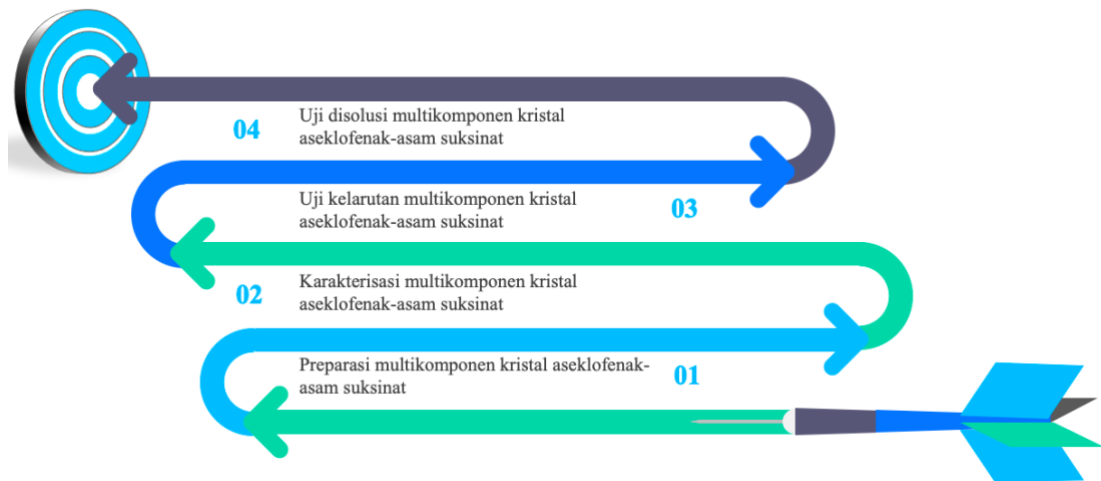 04
Uji disolusi multikomponen kristal
aseklofenak-asam suksinat
Uji kelarutan multikomponen kristal
aseklofenak-asam suksinat
03
02
Karakterisasi multikomponen kristal
aseklofenak-asam suksinat
Preparasi multikomponen kristal aseklofenak-
asam suksinat
01